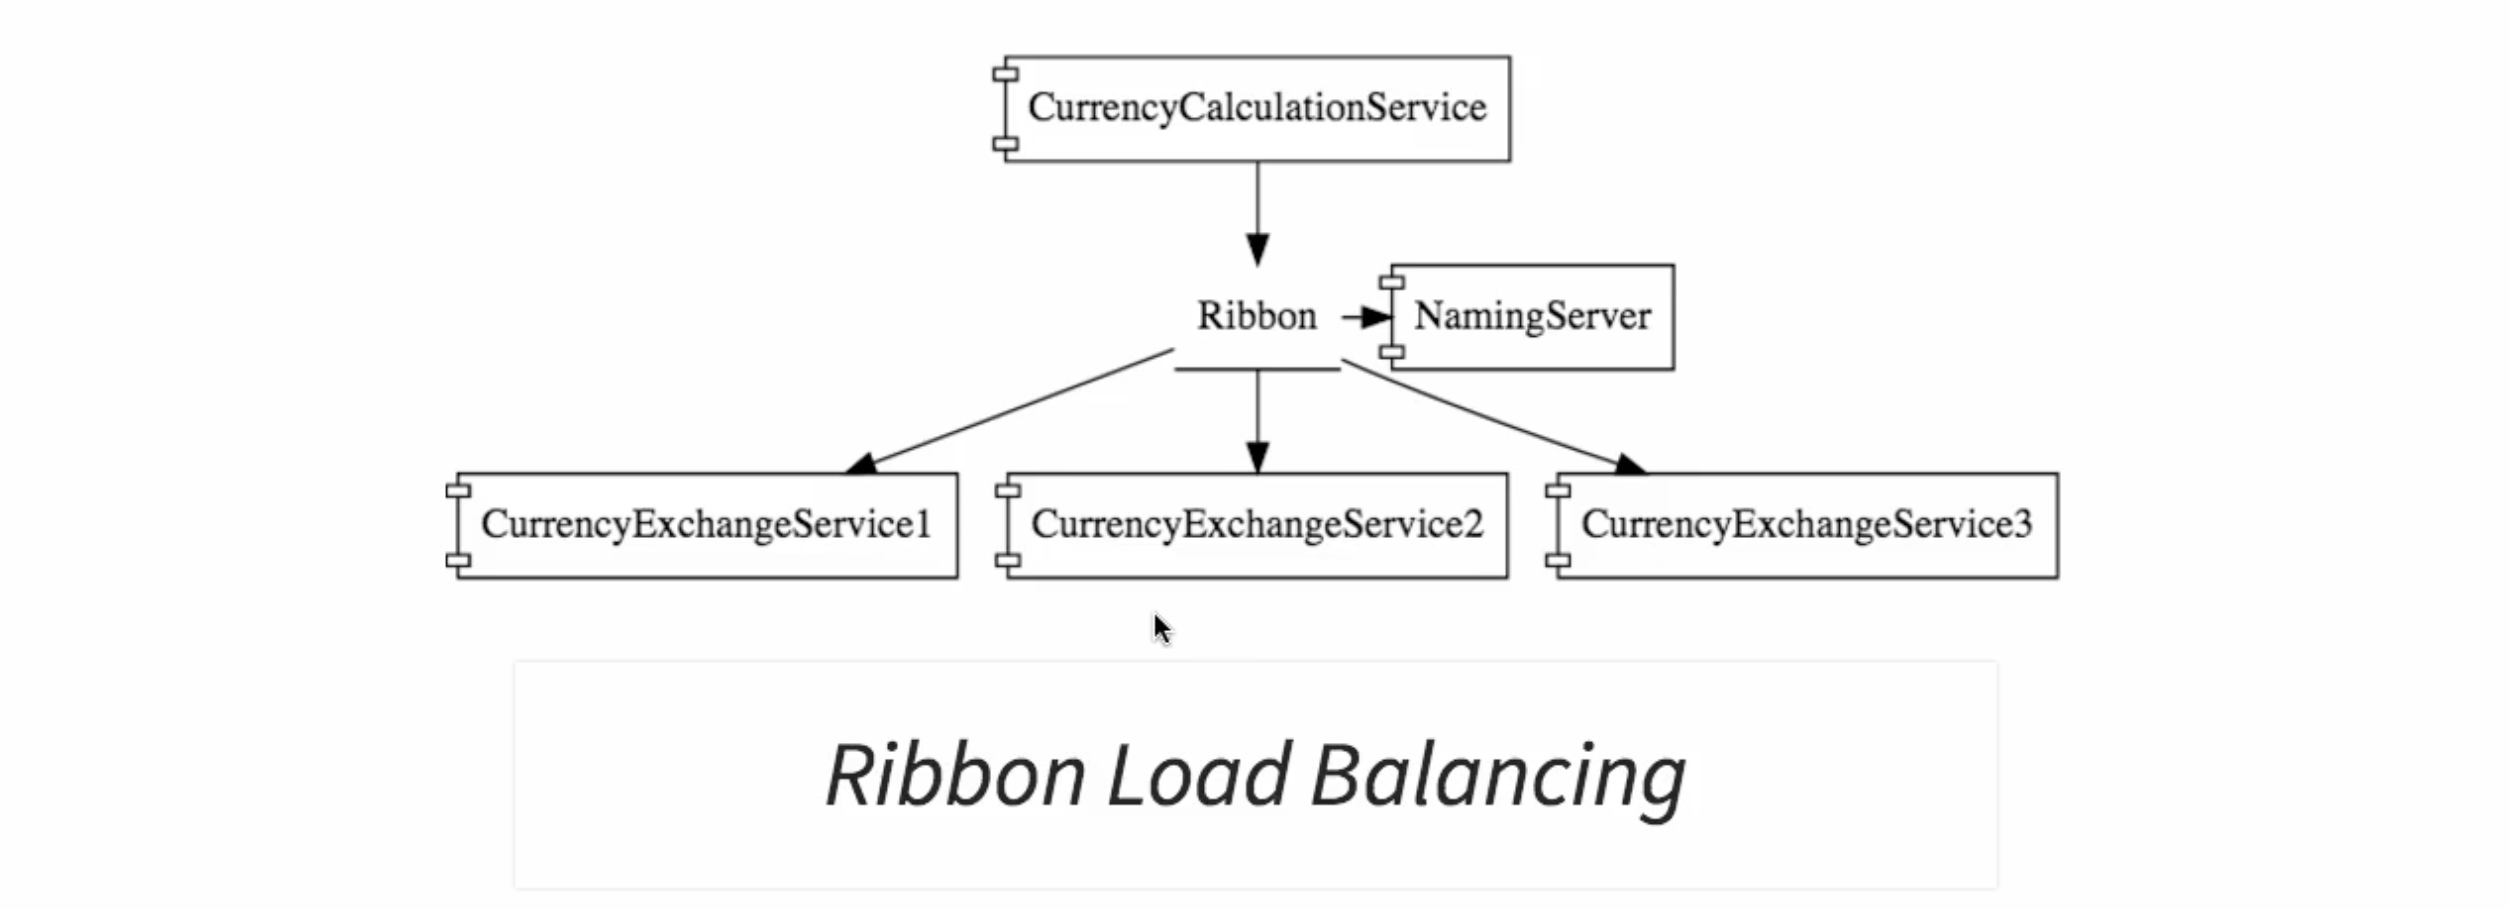 CurrencyCalculationService
Ribbon
NamingServer
CurrencyExchangeService1
CurrencyExchangeService2
CurrencyExchangeService3
Ribbon Load Balancing